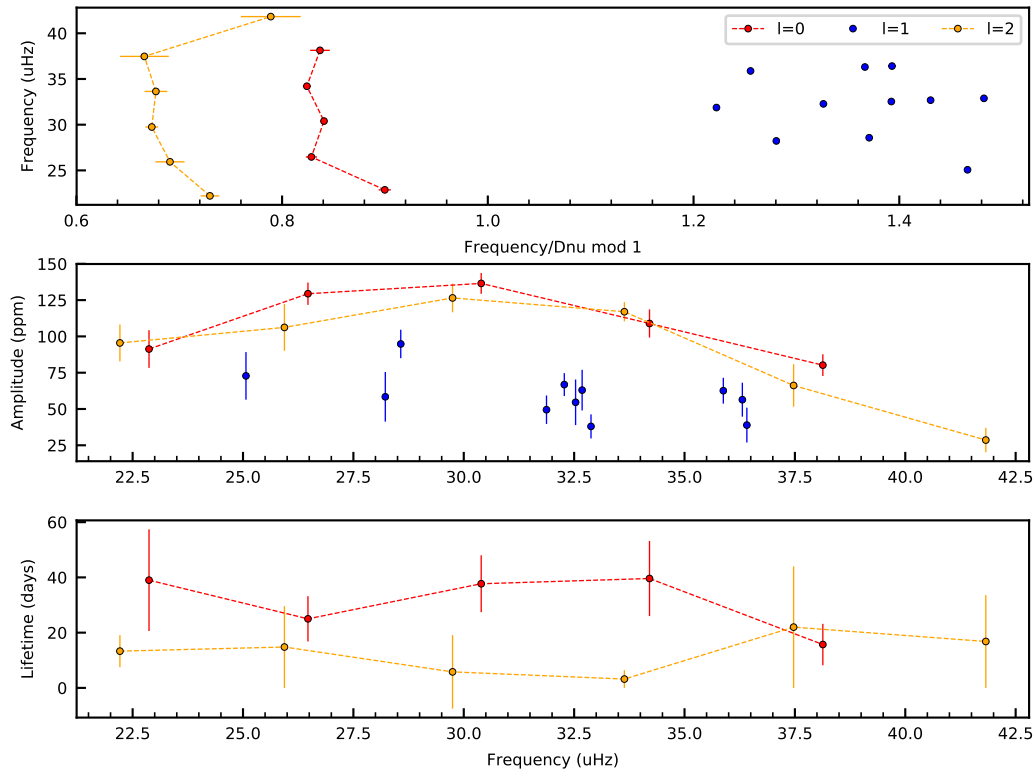 40
35
30
25
Frequency (uHz)
l=0 l=1 l=2
0.6 0.8 1.0 1.2 1.4
Frequency/Dnu mod 1
150
125
100
75
50
25
Amplitude (ppm)
22.5 25.0 27.5 30.0 32.5 35.0 37.5 40.0 42.5
60
40
20
0
Lifetime (days)
22.5 25.0 27.5 30.0 32.5 35.0 37.5 40.0 42.5
Frequency (uHz)